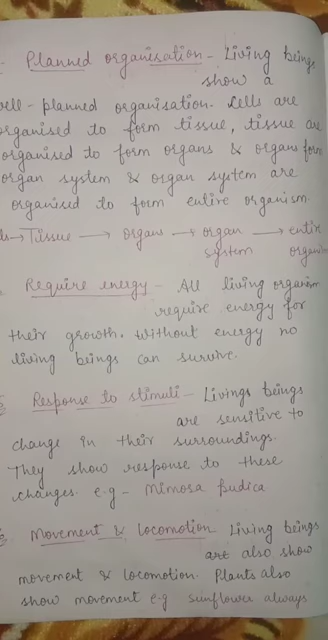 - Planned organisation - Living beings
show a
well - planned organisation. Cells are
organised to form tissue, tissue are
organised to form organs & organs form
organ system & organ system are
organised to form entire organism.
→ Tissue → organs → organ → entire
system organism
Require energy - All living organism
require energy for
their growth. Without energy no
living beings can survive.
Response to stimuli - Livings beings
are sensitive to
change in their surroundings.
They show response to these
changes. e.g - Mimosa Pudica
Movement & locomotion Living beings
are also show
movement & locomotion. Plants also
show movement e.g sunflower always